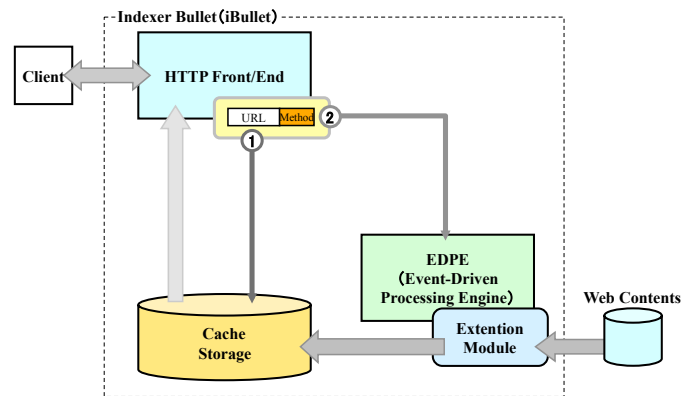 Indexer Bullet（iBullet）
Client
HTTP Front/End
URL
Method
②
①
EDPE
（Event-Driven
Processing Engine）
Web Contents
Cache
Storage
Extention
Module